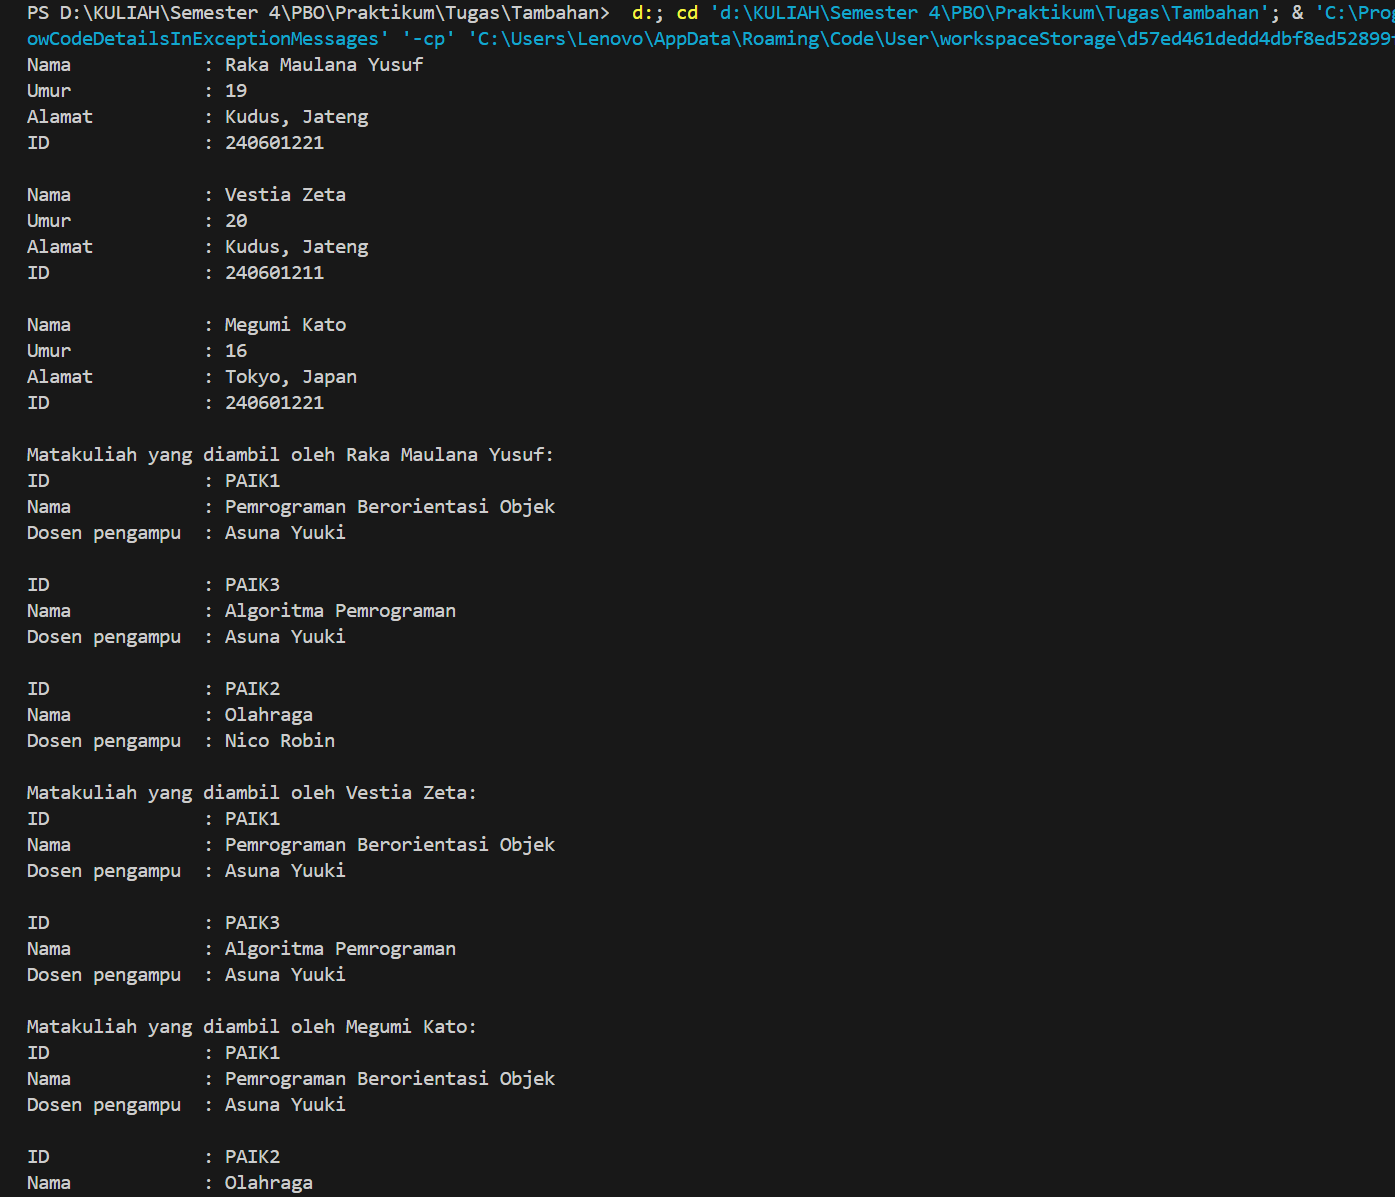 PS D:\KULIAH\Semester 4\PBO\Praktikum\Tugas\Tambahan>  d:; cd 'd:\KULIAH\Semester 4\PBO\Praktikum\Tugas\Tambahan'; & 'C:\Prog
owCodeDetailsInExceptionMessages' '-cp' 'C:\Users\Lenovo\AppData\Roaming\Code\User\workspaceStorage\d57ed461dedd4dbf8ed52899
Nama            : Raka Maulana Yusuf
Umur            : 19
Alamat          : Kudus, Jateng
ID              : 240601221

Nama            : Vestia Zeta
Umur            : 20
Alamat          : Kudus, Jateng
ID              : 240601211

Nama            : Megumi Kato
Umur            : 16
Alamat          : Tokyo, Japan
ID              : 240601221

Matakuliah yang diambil oleh Raka Maulana Yusuf:
ID              : PAIK1
Nama            : Pemrograman Berorientasi Objek
Dosen pengampu  : Asuna Yuuki

ID              : PAIK3
Nama            : Algoritma Pemrograman
Dosen pengampu  : Asuna Yuuki

ID              : PAIK2
Nama            : Olahraga
Dosen pengampu  : Nico Robin

Matakuliah yang diambil oleh Vestia Zeta:
ID              : PAIK1
Nama            : Pemrograman Berorientasi Objek
Dosen pengampu  : Asuna Yuuki

ID              : PAIK3
Nama            : Algoritma Pemrograman
Dosen pengampu  : Asuna Yuuki

Matakuliah yang diambil oleh Megumi Kato:
ID              : PAIK1
Nama            : Pemrograman Berorientasi Objek
Dosen pengampu  : Asuna Yuuki

ID              : PAIK2
Nama            : Olahraga